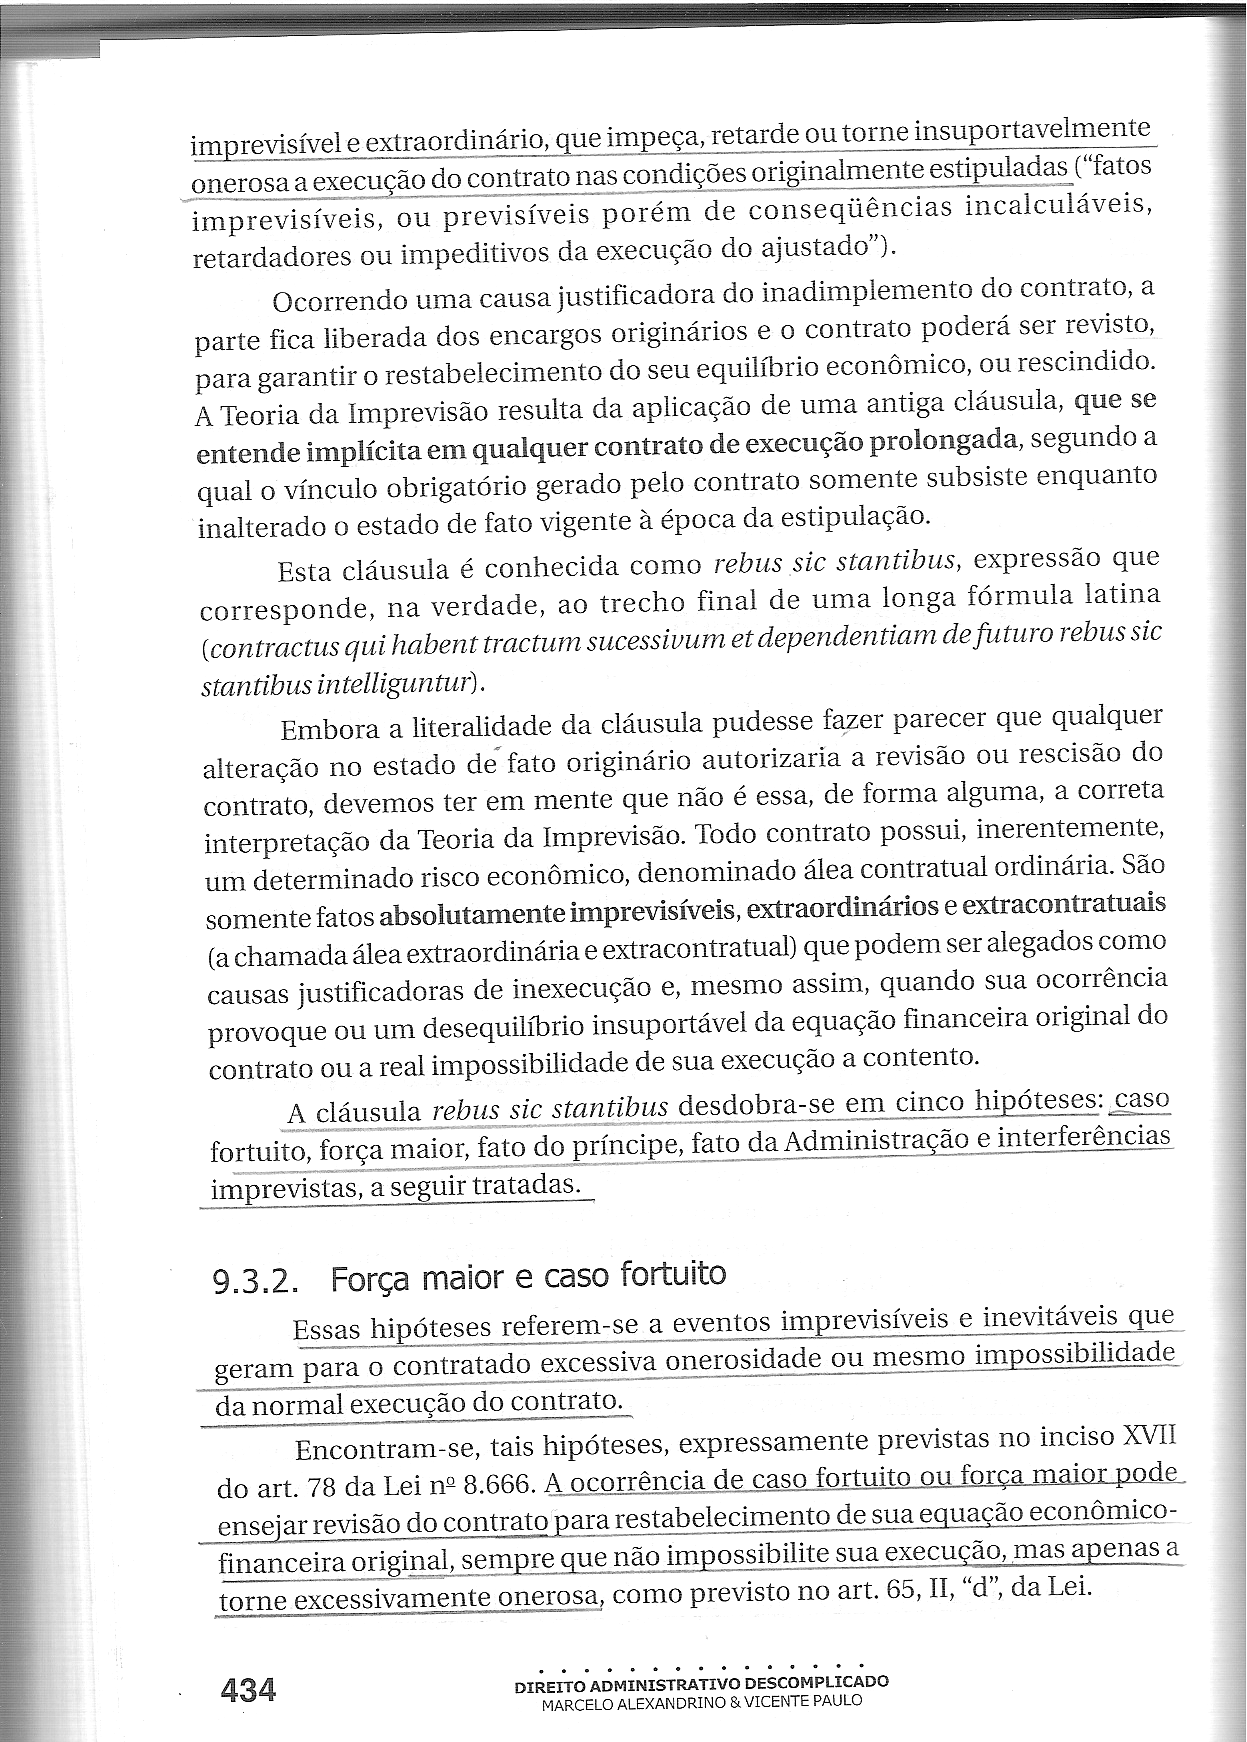 imprevisível e extraordinário, que impeça, retarde ou torne insuportavelmente
onerosa a execução do contrato nas condições originalmente estipuladas (“fatos
imprevisíveis, ou previsíveis porém de conseqüências incalculáveis,
retardadores ou impeditivos da execução do ajustado”).
Ocorrendo uma causa justificadora do inadimplemento do contrato, a
parte fica liberada dos encargos originários e o contrato poderá ser revisto,
para garantir o restabelecimento do seu equilíbrio econômico, ou rescindido.
A Teoria da Imprevisão resulta da aplicação de uma antiga cláusula, que se
entende implícita em qualquer contrato de execução prolongada, segundo a
qual o vínculo obrigatório gerado pelo contrato somente subsiste enquanto
inalterado o estado de fato vigente à época da estipulação.
Esta cláusula é conhecida como rebus sic stantibus, expressão que
corresponde, na verdade, ao trecho final de uma longa fórmula latina
(contractus qui habent tractum sucessivum et dependentiam de futuro rebus sic
stantibus intelliguntur).
Embora a literalidade da cláusula pudesse fazer parecer que qualquer
alteração no estado de fato originário autorizaria a revisão ou rescisão do
contrato, devemos ter em mente que não é essa, de forma alguma, a correta
interpretação da Teoria da Imprevisão. Todo contrato possui, inerentemente,
um determinado risco econômico, denominado álea contratual ordinária. São
somente fatos absolutamente imprevisíveis, extraordinários e extracontratuais
(a chamada álea extraordinária e extracontratual) que podem ser alegados como
causas justificadoras de inexecução e, mesmo assim, quando sua ocorrência
provoque ou um desequilíbrio insuportável da equação financeira original do
contrato ou a real impossibilidade de sua execução a contento.
A cláusula rebus sic stantibus desdobra-se em cinco hipóteses: caso
fortuito, força maior, fato do príncipe, fato da Administração e interferências
imprevistas, a seguir tratadas.
9.3.2. Força maior e caso fortuito
Essas hipóteses referem-se a eventos imprevisíveis e inevitáveis que
geram para o contratado excessiva onerosidade ou mesmo impossibilidade
da normal execução do contrato.
Encontram-se, tais hipóteses, expressamente previstas no inciso XVII
do art. 78 da Lei nº 8.666. A ocorrência de caso fortuito ou força maior pode
ensejar revisão do contrato para restabelecimento de sua equação econômico-
financeira original, sempre que não impossibilite sua execução, mas apenas a
torne excessivamente onerosa, como previsto no art. 65, II, “d”, da Lei.
434
DIREITO ADMINISTRATIVO DESCOMPLICADO
MARCELO ALEXANDRINO & VICENTE PAULO